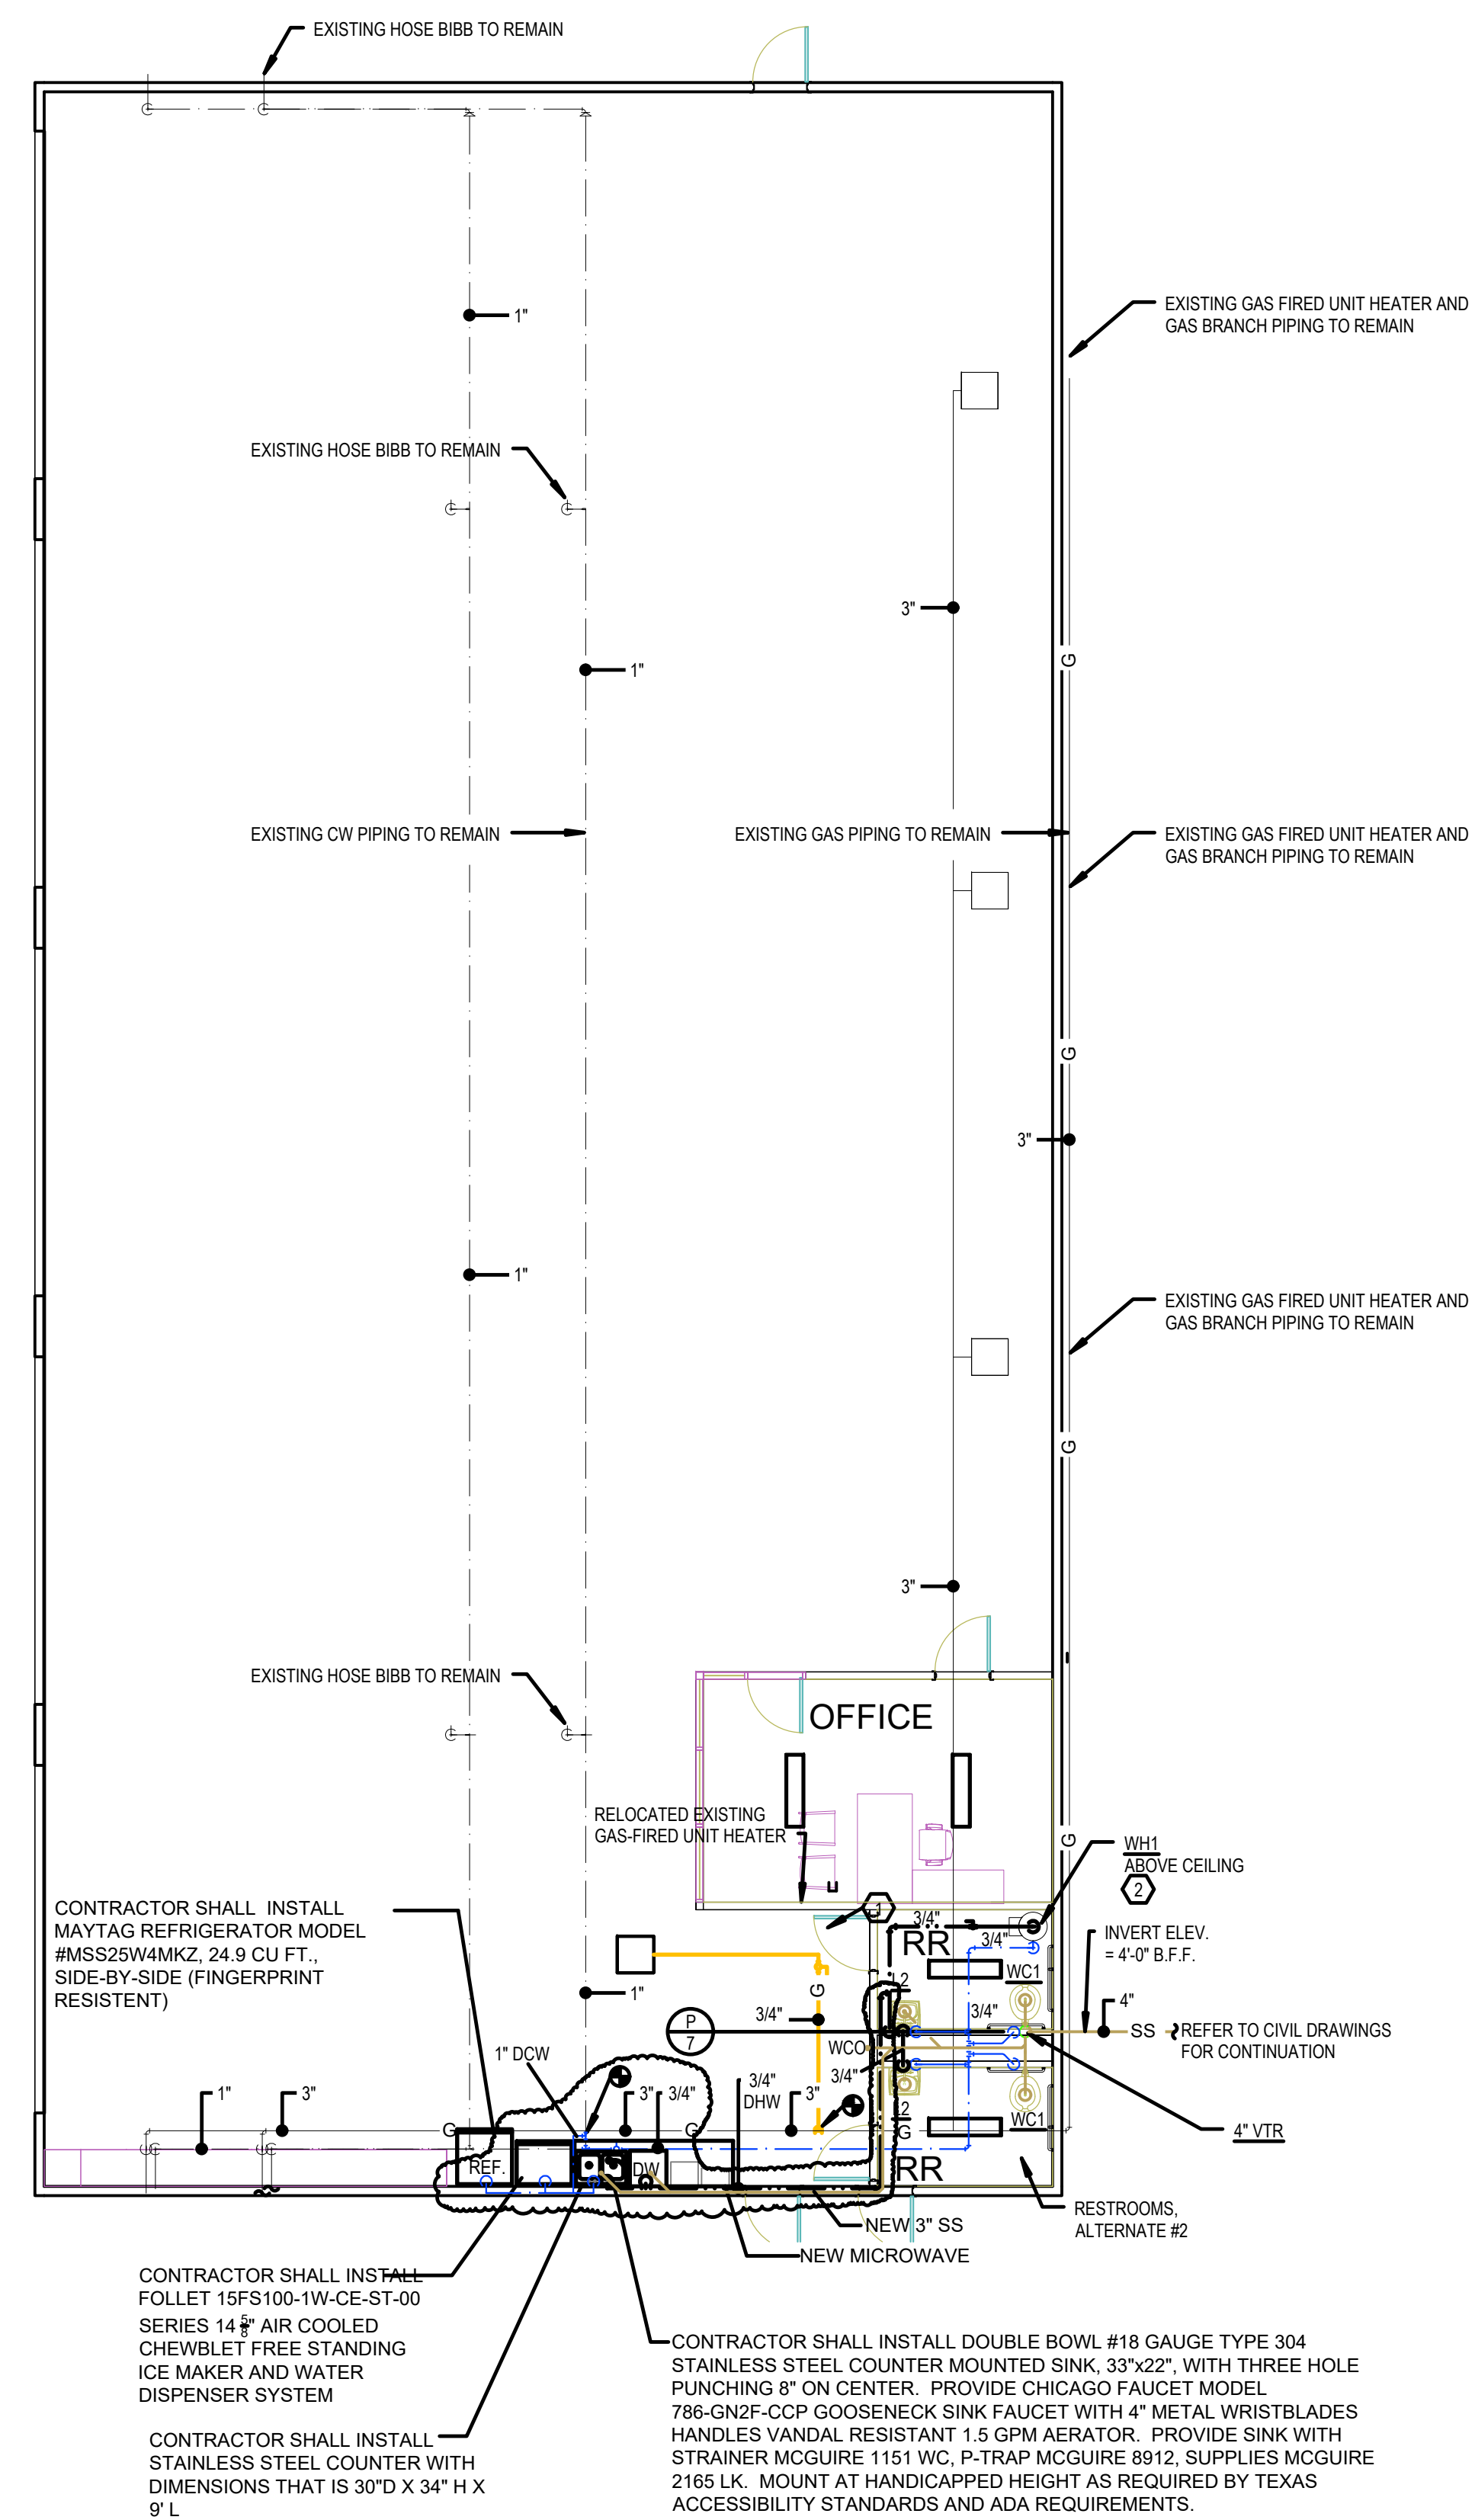 EXISTING HOSE BIBB TO REMAIN
EXISTING GAS FIRED UNIT HEATER AND
GAS BRANCH PIPING TO REMAIN
1"
EXISTING HOSE BIBB TO REMAIN
3"
G
1"
EXISTING CW PIPING TO REMAIN
EXISTING GAS PIPING TO REMAIN
EXISTING GAS FIRED UNIT HEATER AND
GAS BRANCH PIPING TO REMAIN
G
3"
1"
EXISTING GAS FIRED UNIT HEATER AND
GAS BRANCH PIPING TO REMAIN
G
3"
EXISTING HOSE BIBB TO REMAIN
OFFICE
RELOCATED EXISTING
GAS-FIRED UNIT HEATER
G
WH1
ABOVE CEILING
2
CONTRACTOR SHALL INSTALL
MAYTAG REFRIGERATOR MODEL
#MSS25W4MKZ, 24.9 CU FT.,
SIDE-BY-SIDE (FINGERPRINT
RESISTENT)
1
3/4"
RR
3/4"
INVERT ELEV.
= 4'-0" B.F.F.
WC1
L2
1"
G
3/4"
3/4"
4"
P
7
SS
REFER TO CIVIL DRAWINGS
FOR CONTINUATION
WCO
1" DCW
3/4"
3/4"
DHW
1"
3"
3"
3/4"
3"
L2
WC1
4" VTR
G
G
G
REF.
DW
RR
RESTROOMS,
ALTERNATE #2
NEW 3" SS
NEW MICROWAVE
CONTRACTOR SHALL INSTALL
FOLLET 15FS100-1W-CE-ST-00
SERIES 14 5/8" AIR COOLED
CHEWBLET FREE STANDING
ICE MAKER AND WATER
DISPENSER SYSTEM
CONTRACTOR SHALL INSTALL
STAINLESS STEEL COUNTER WITH
DIMENSIONS THAT IS 30"D X 34" H X
9' L
CONTRACTOR SHALL INSTALL DOUBLE BOWL #18 GAUGE TYPE 304
STAINLESS STEEL COUNTER MOUNTED SINK, 33"x22", WITH THREE HOLE
PUNCHING 8" ON CENTER. PROVIDE CHICAGO FAUCET MODEL
786-GN2F-CCP GOOSENECK SINK FAUCET WITH 4" METAL WRISTBLADES
HANDLES VANDAL RESISTANT 1.5 GPM AERATOR. PROVIDE SINK WITH
STRAINER MCGUIRE 1151 WC, P-TRAP MCGUIRE 8912, SUPPLIES MCGUIRE
2165 LK. MOUNT AT HANDICAPPED HEIGHT AS REQUIRED BY TEXAS
ACCESSIBILITY STANDARDS AND ADA REQUIREMENTS.